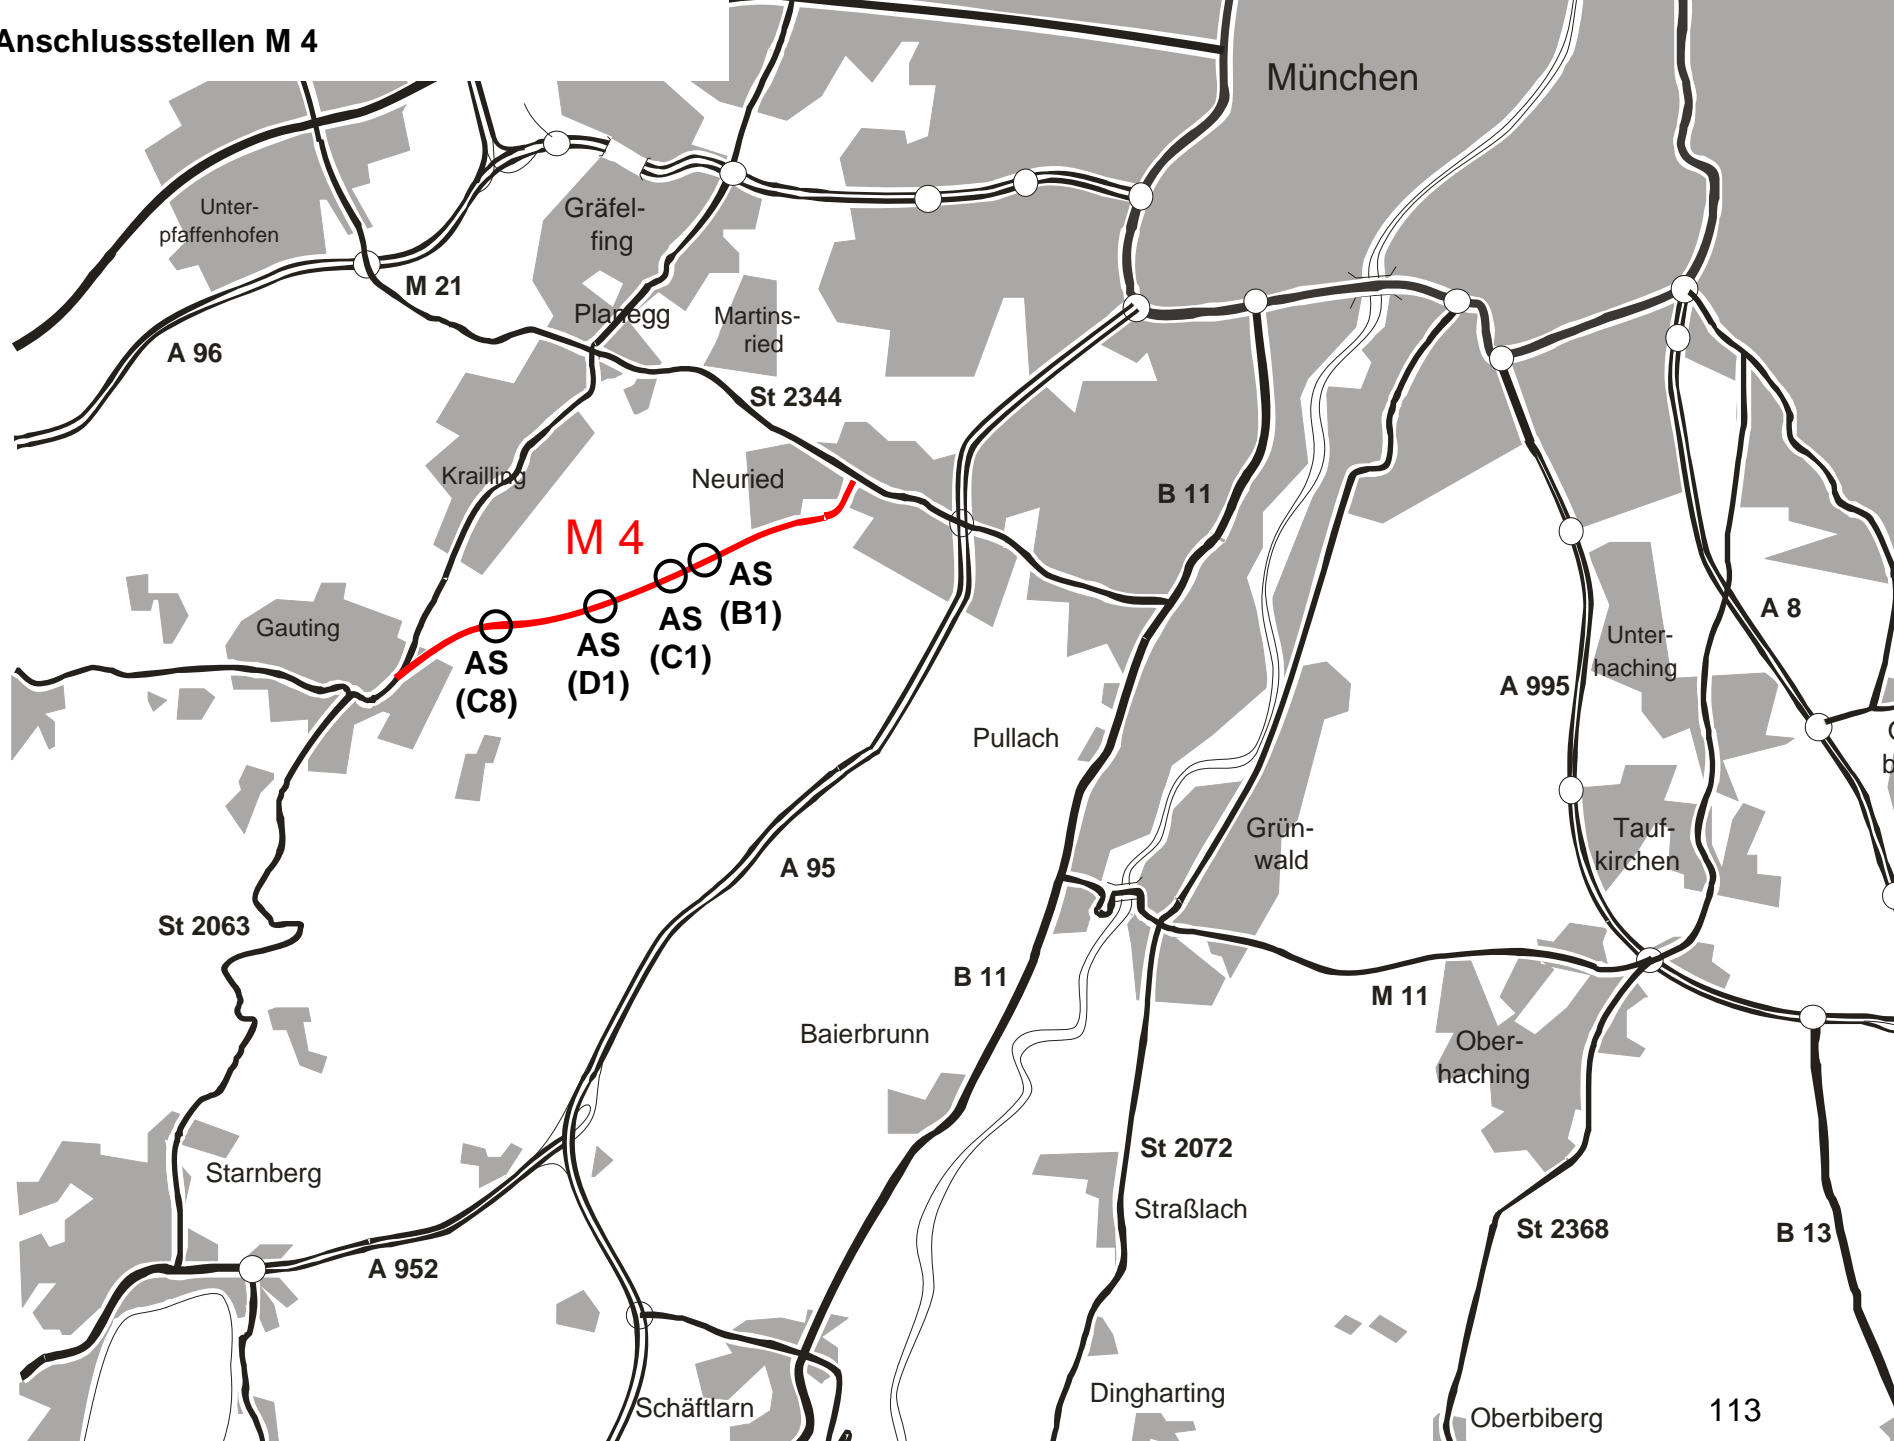 Anschlussstellen M 4
München
Unter-
pfaffenhofen
Gräfel-
fing
M 21
Planegg
Martins-
ried
A 96
St 2344
Krailling
Neuried
B 11
M 4
AS
(B1)
AS
(C1)
AS
(D1)
AS
(C8)
Gauting
A 8
Unter-
haching
A 995
Pullach
Grün-
wald
Tauf-
kirchen
A 95
St 2063
B 11
M 11
Baierbrunn
Ober-
haching
St 2072
Starnberg
Straßlach
St 2368
B 13
A 952
Dingharting
Schäftlarn
Oberbiberg
113